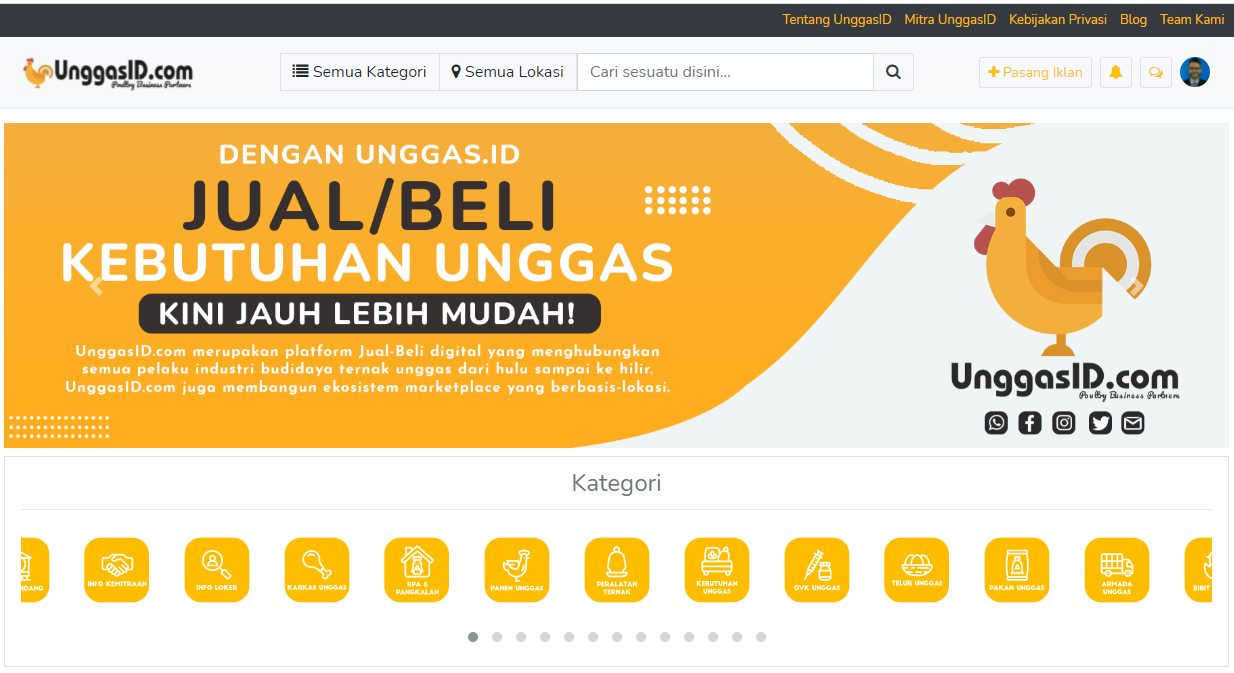 Tentang UnggasID Mitra UnggasID Kebijakan Privasi Blog Team Kami
UnggasID.com
Poultry Business Partners
Semua Kategori
Semua Lokasi
Cari sesuatu disini...
Pasang Iklan
DENGAN UNGGAS.ID
JUAL/BELI
KEBUTUHAN UNGGAS
KINI JAUH LEBIH MUDAH!
UnggasID.com merupakan platform Jual-Beli digital yang menghubungkan
semua pelaku industri budidaya ternak unggas dari hulu sampai ke hilir.
UnggasID.com juga membangun ekosistem marketplace yang berbasis-lokasi.
UnggasID.com
Poultry Business Partners
Kategori
NDANG
INFO KEMITRAAN
INFO LOKER
KARKAS UNGGAS
RPA &
PANGKALAN
PANEN UNGGAS
PERALATAN
TERNAK
KEBUTUHAN
UNGGAS
OVK UNGGAS
TELUR UNGGAS
PAKAN UNGGAS
ARMADA
UNGGAS
BIBIT